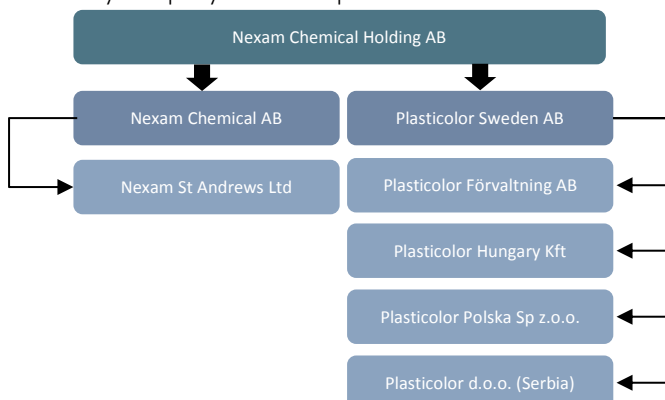 Nexam Chemical Holding AB
Nexam Chemical AB
Plasticolor Sweden AB
Nexam St Andrews Ltd
Plasticolor Förvaltning AB
Plasticolor Hungary Kft
Plasticolor Polska Sp z.o.o.
Plasticolor d.o.o. (Serbia)